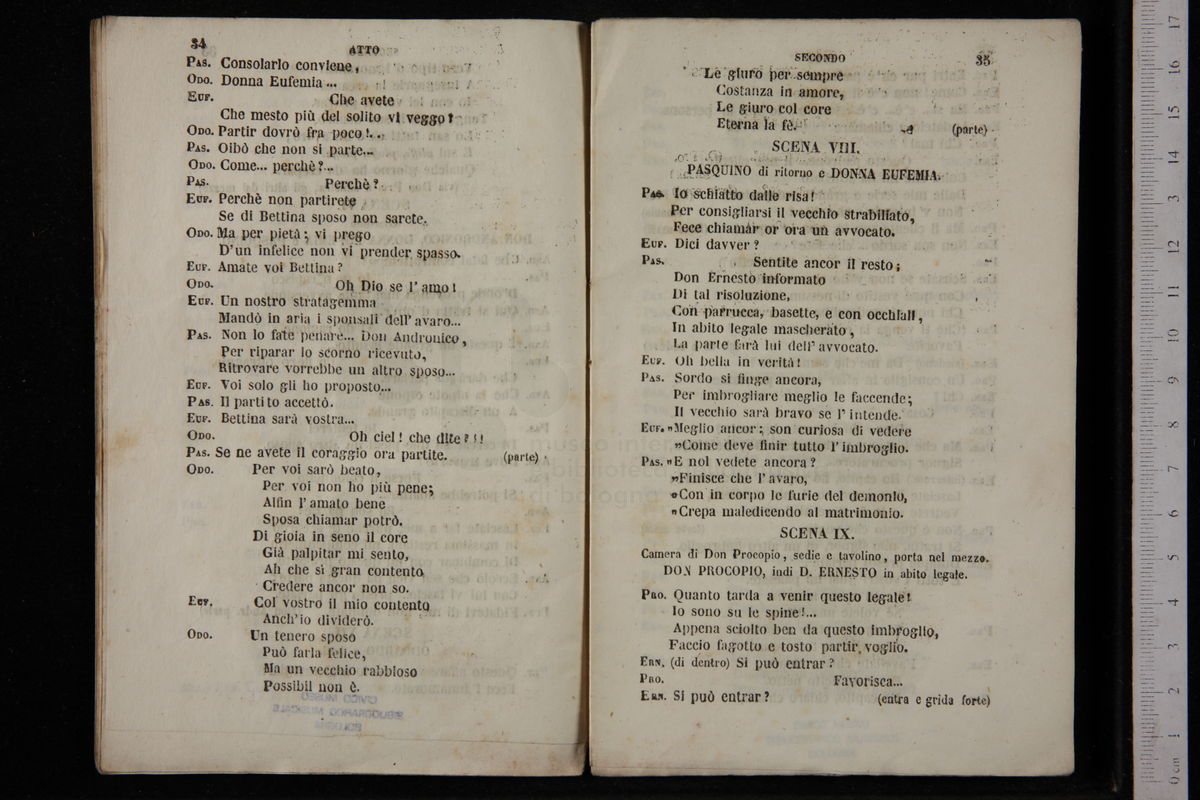 34
ATTO
PAS. Consolarlo conviene,
ODO. Donna Eufemia...
EUF. Che avete
Che mesto più del solito vi veggo?
ODO. Partir dovrò fra poco!...
PAS. Oibò che non si parte...
ODO. Come... perchè?...
PAS. Perchè?
EUF. Perchè non partirete
Se di Bettina sposo non sarete.
ODO. Ma per pietà; vi prego
D'un infelice non vi prender spasso.
EUF. Amate voi Bettina?
ODO. Oh Dio se l'amo!
EUF. Un nostro stratagemma
Mandò in aria i sponsali dell'avaro...
PAS. Non lo fate penare... Don Andronico,
Per riparar lo scorno ricevuto,
Ritrovare vorrebbe un altro sposo...
EUF. Voi solo gli ho proposto...
PAS. Il partito accettò.
EUF. Bettina sarà vostra...
ODO. Oh ciel! che dite?!!
PAS. Se ne avete il coraggio ora partite. (parte)
ODO. Per voi sarò beato,
Per voi non ho più pene;
Alfin l'amato bene
Sposa chiamar potrò.
Di gioia in seno il core
Già palpitar mi sento,
Ah che sì gran contento
Credere ancor non so.
EUF. Col vostro il mio contento
Anch'io dividerò.
ODO. Un tenero sposo
Può farla felice,
Ma un vecchio rabbioso
Possibil non è.
CIVICO MUSEO
BIBLIOGRAFICO MUSICALE
BOLOGNA
SECONDO
35
Le giuro per sempre
Costanza in amore,
Le giuro col core
Eterna la fè. (parte)
SCENA VIII.
PASQUINO di ritorno e DONNA EUFEMIA.
PAS. Io schiatto dalle risa!
Per consigliarsi il vecchio strabiliato,
Fece chiamar or ora un avvocato.
EUF. Dici davver?
PAS. Sentite ancor il resto;
Don Ernesto informato
Di tal risoluzione,
Con parrucca, basette, e con occhiali,
In abito legale mascherato,
La parte farà lui dell'avvocato.
EUF. Oh bella in verità!
PAS. Sordo si finge ancora,
Per imbrogliare meglio le faccende;
Il vecchio sarà bravo se l'intende.
EUF. »Meglio ancor; son curiosa di vedere
»Come deve finir tutto l'imbroglio.
PAS. »E nol vedete ancora?
»Finisce che l'avaro,
»Con in corpo le furie del demonio,
»Crepa maledicendo al matrimonio.
SCENA IX.
Camera di Don Procopio, sedie e tavolino, porta nel mezzo.
DON PROCOPIO, indi D. ERNESTO in abito legale.
PRO. Quanto tarda a venir questo legale!
Io sono su le spine!...
Appena sciolto ben da questo imbroglio,
Faccio fagotto e tosto partir voglio.
ERN. (di dentro) Si può entrar?
PRO. Favorisca...
ERN. Si può entrar? (entra e grida forte)